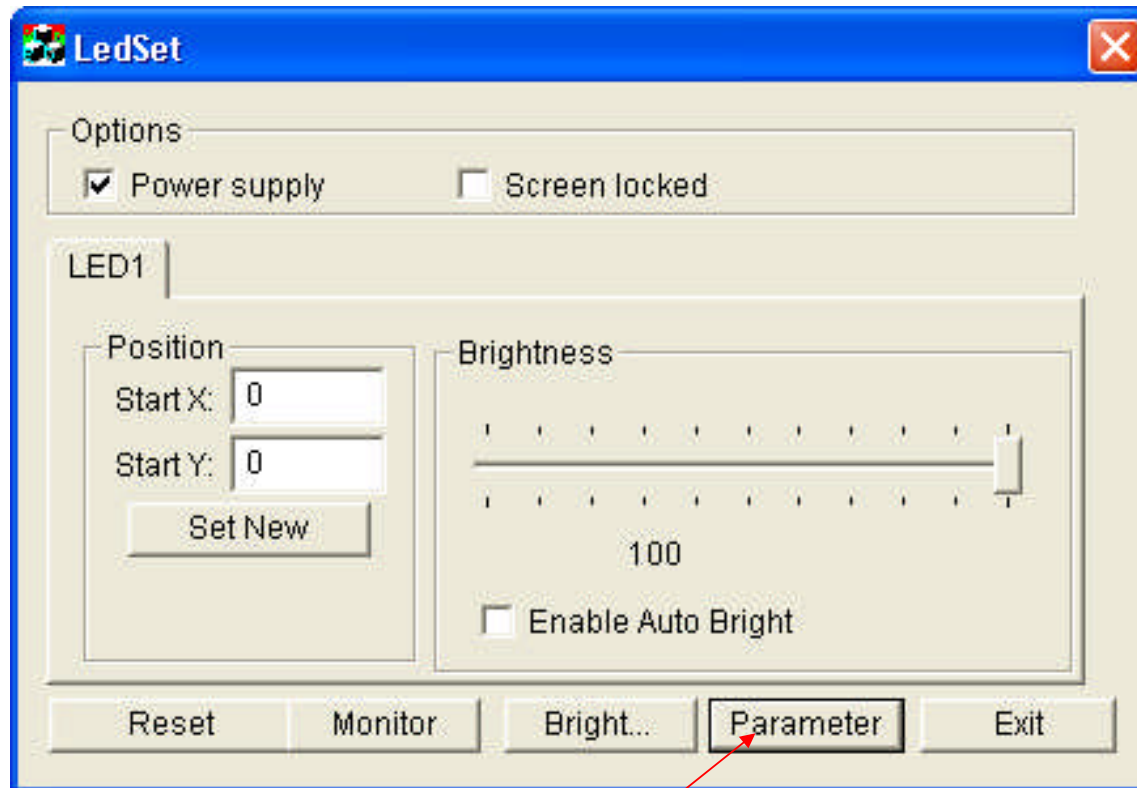 LedSet
Options
Power supply Screen locked
LED1
Position
Start X: 0
Start Y: 0
Set New
Brightness
100
Enable Auto Bright
Reset Monitor Bright... Parameter Exit